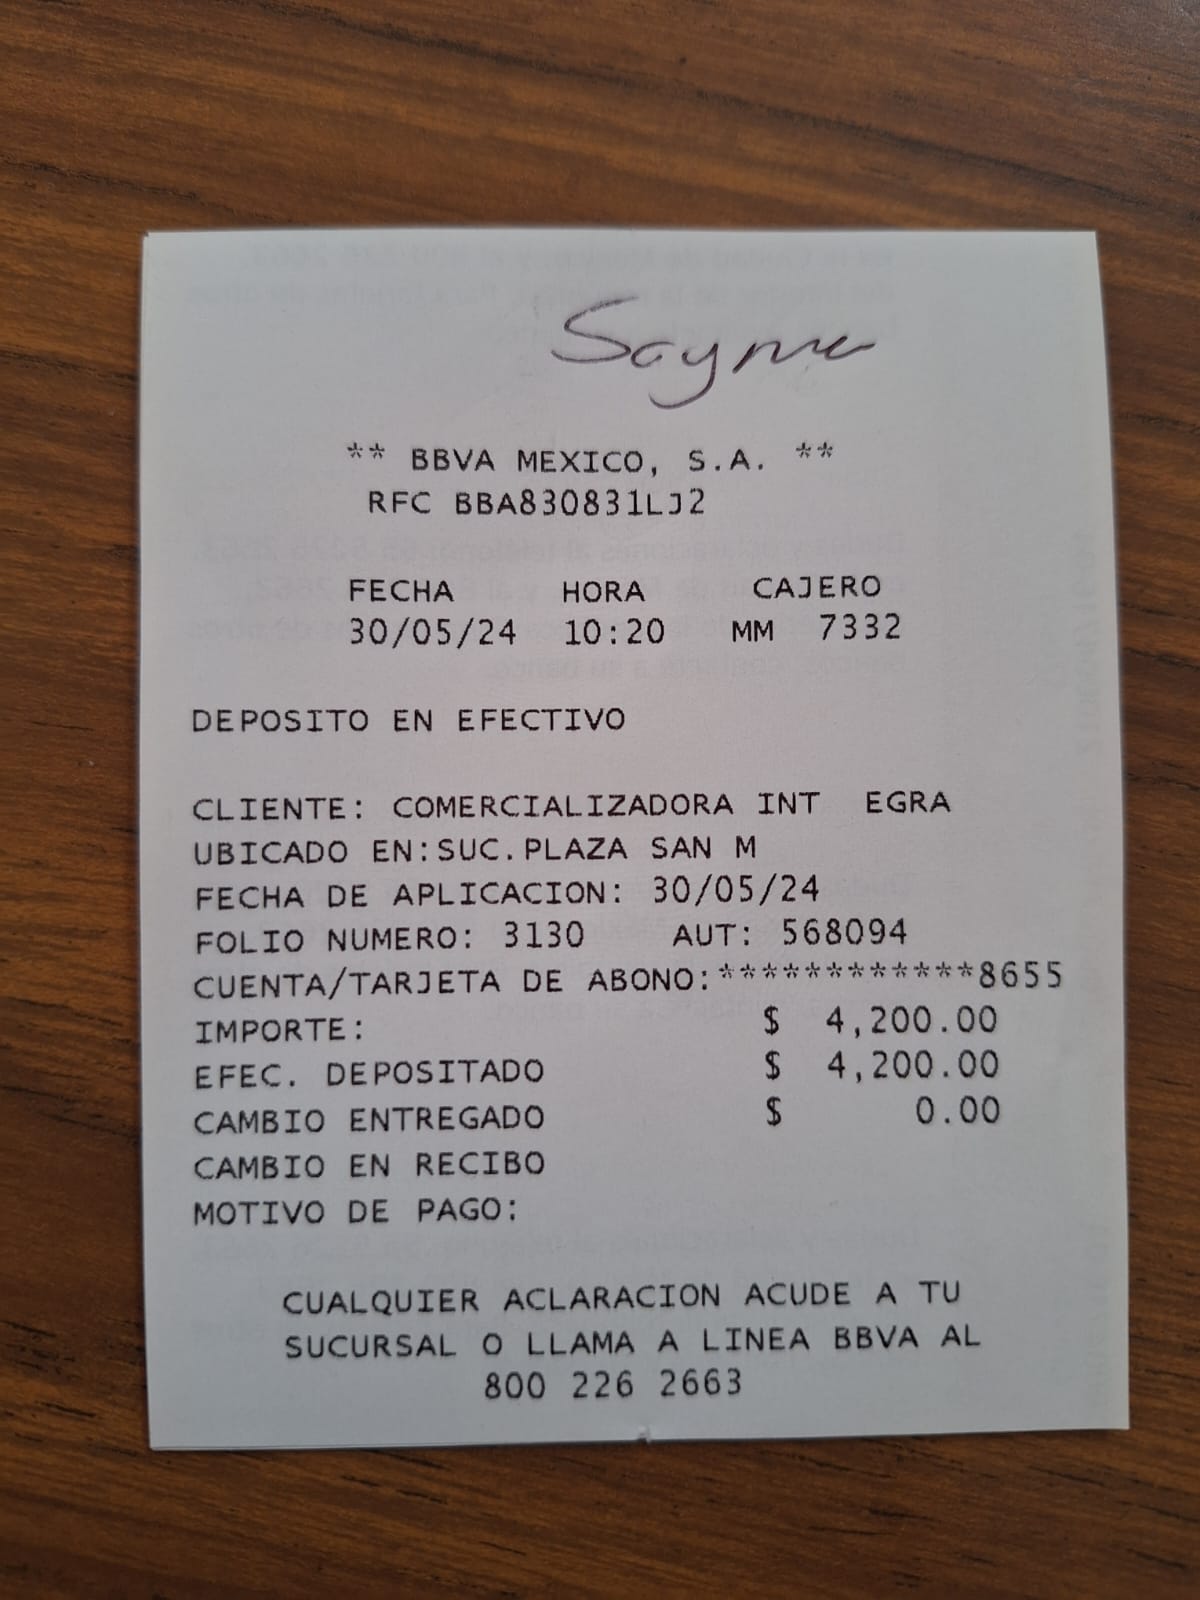 ** BBVA MEXICO, S.A. **
RFC BBA830831LJ2
FECHA HORA CAJERO
30/05/24 10:20 MM 7332
DEPOSITO EN EFECTIVO
CLIENTE: COMERCIALIZADORA INT EGRA
UBICADO EN:SUC.PLAZA SAN M
FECHA DE APLICACION: 30/05/24
FOLIO NUMERO: 3130 AUT: 568094
CUENTA/TARJETA DE ABONO:************8655
IMPORTE: $ 4,200.00
EFEC. DEPOSITADO $ 4,200.00
CAMBIO ENTREGADO $ 0.00
CAMBIO EN RECIBO
MOTIVO DE PAGO:
CUALQUIER ACLARACION ACUDE A TU
SUCURSAL O LLAMA A LINEA BBVA AL
800 226 2663